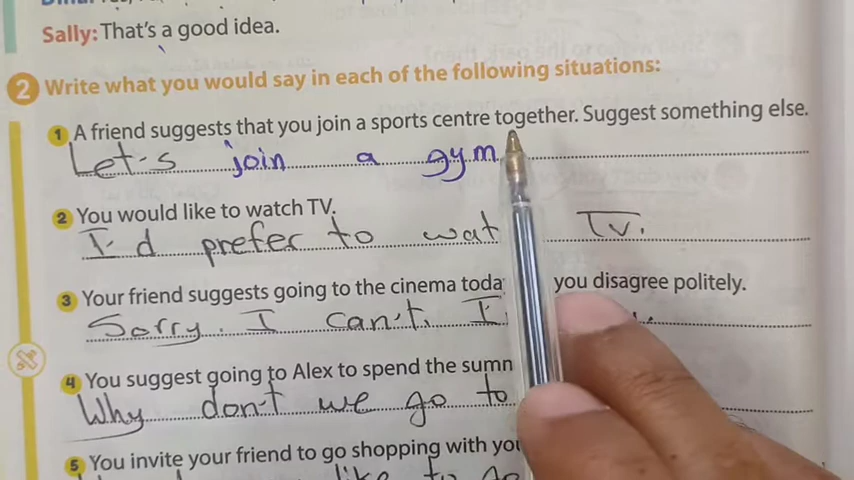 Sally: That's a good idea.
2 Write what you would say in each of the following situations:
1 A friend suggests that you join a sports centre together. Suggest something else.
Let's join a gym
2 You would like to watch TV.
I'd prefer to wat TV.
3 Your friend suggests going to the cinema toda you disagree politely.
Sorry. I can't. I
4 You suggest going to Alex to spend the summ
Why don't we go to
5 You invite your friend to go shopping with you
like to go